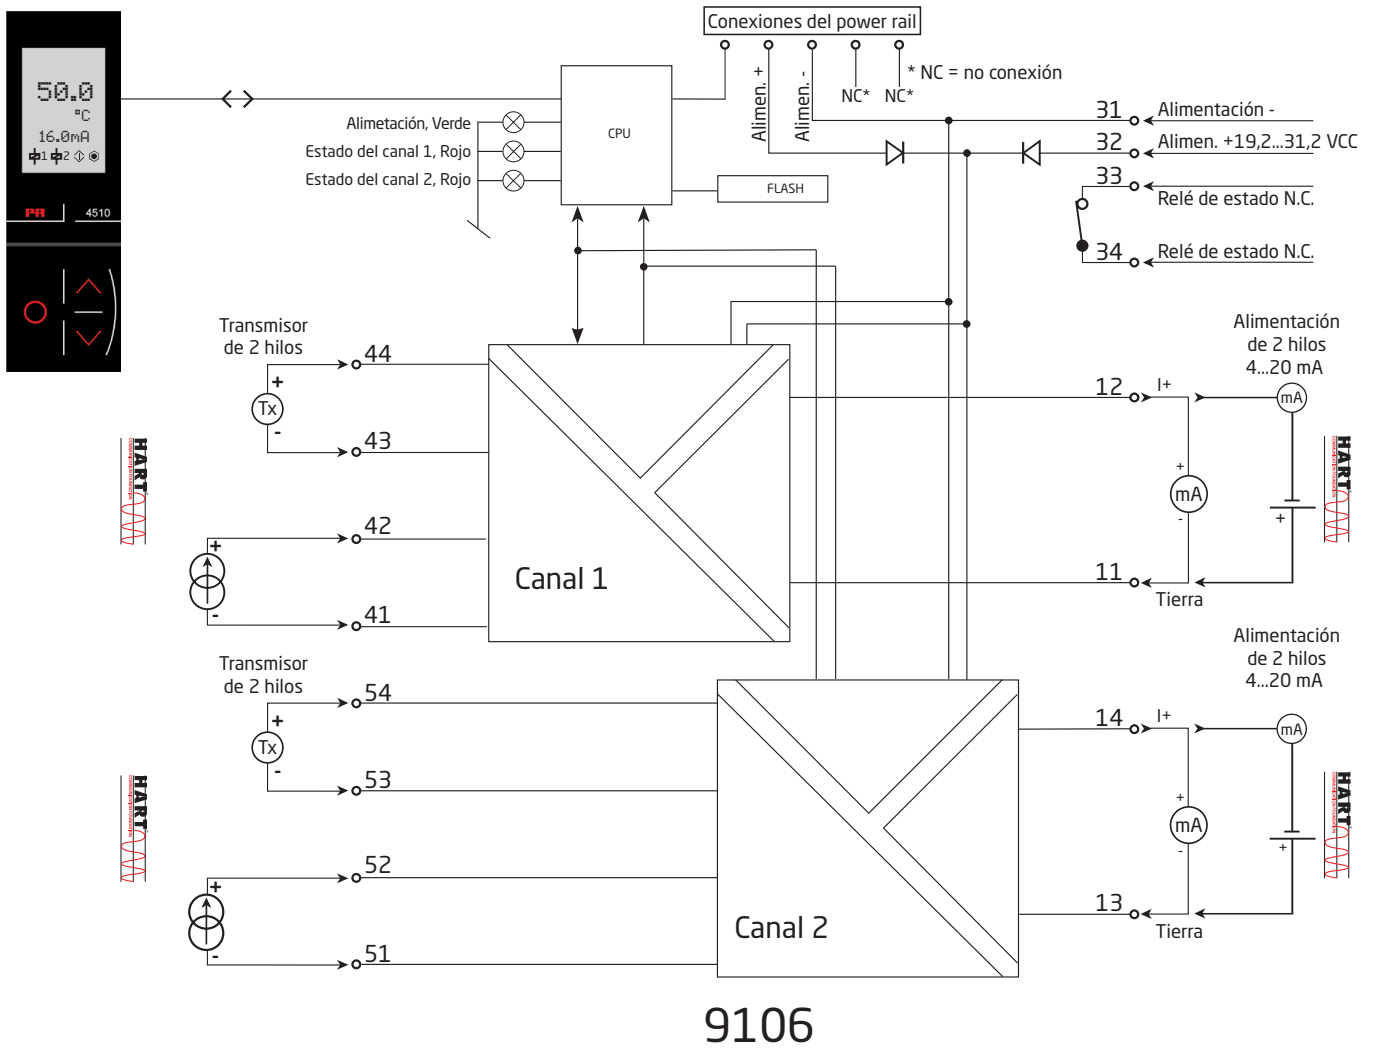 Conexiones del power rail
Alimen. +
Alimen. -
NC*
NC*
* NC = no conexión
50.0
°C
16.0mA
1 2
PR
4510
CPU
FLASH
Alimetación, Verde
Estado del canal 1, Rojo
Estado del canal 2, Rojo
31 Alimentación -
32 Alimen. +19,2...31,2 VCC
33
Relé de estado N.C.
34 Relé de estado N.C.
Transmisor
de 2 hilos
44
+
Tx
-
43
HART
42
+
-
41
Canal 1
Alimentación
de 2 hilos
4...20 mA
12 I+
mA
+
mA
-
+
HART
11
Tierra
Transmisor
de 2 hilos
54
+
Tx
-
53
HART
52
+
-
51
Canal 2
Alimentación
de 2 hilos
4...20 mA
14 I+
mA
+
mA
-
+
HART
13
Tierra
9106